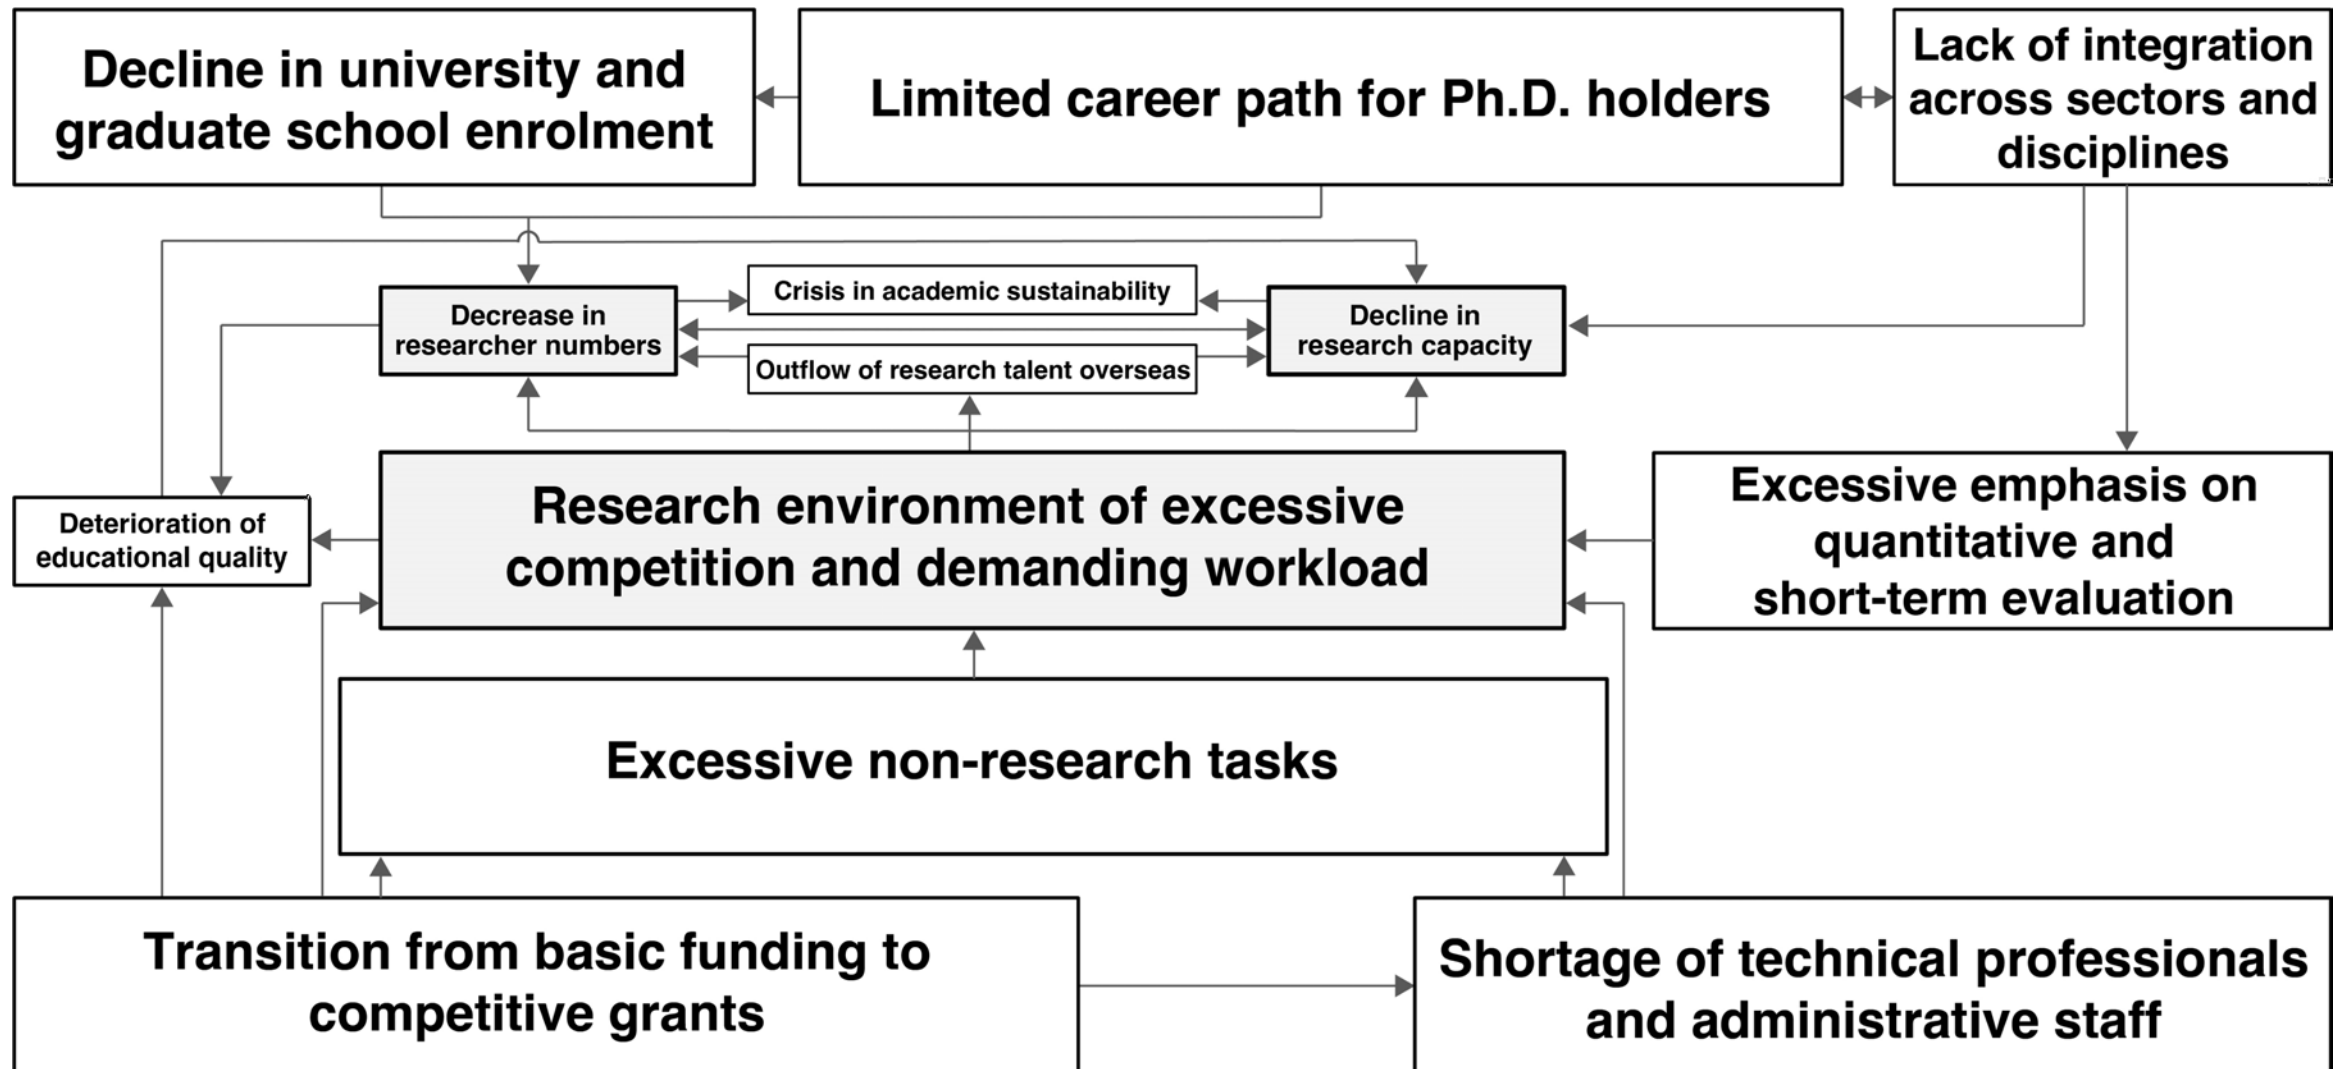 Decline in university and
graduate school enrolment
Limited career path for Ph.D. holders
Lack of integration
across sectors and
disciplines
Crisis in academic sustainability
Decrease in
researcher numbers
Decline in
research capacity
Outflow of research talent overseas
Research environment of excessive
competition and demanding workload
Excessive emphasis on
quantitative and
short-term evaluation
Deterioration of
educational quality
Excessive non-research tasks
Transition from basic funding to
competitive grants
Shortage of technical professionals
and administrative staff